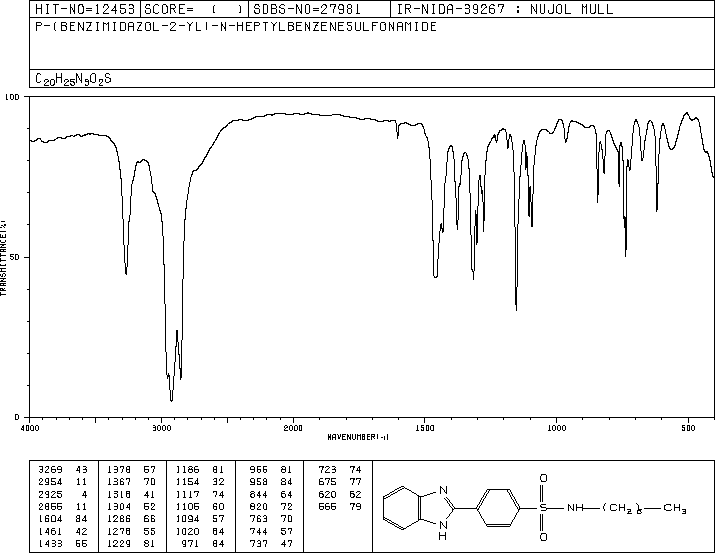 HIT-NO=12453 SCORE= ( ) SDBS-NO=27981 IR-NIDA-39267 : NUJOL MULL
P-(BENZIMIDAZOL-2-YL)-N-HEPTYLBENZENESULFONAMIDE
C20H25N3O2S
100
50
0
TRANSMITTANCE(%)
4000 3000 2000 1500 1000 500
WAVENUMBER(-1)
3269 43 1378 57 1186 81 966 81 723 74
2954 11 1367 70 1154 32 958 84 675 77
2925 4 1318 41 1117 74 844 64 620 62
2855 11 1304 52 1105 60 820 72 566 79
1604 84 1286 66 1094 57 763 70
1461 42 1278 55 1020 84 744 57
1433 55 1229 81 971 84 737 47
O
N
S NH (CH2)5 CH3
N
H
O